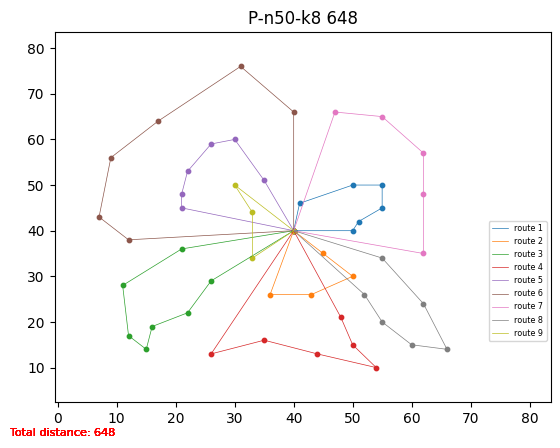 P-n50-k8 648
80
70
60
50
40
30
20
10
0 10 20 30 40 50 60 70 80
route 1
route 2
route 3
route 4
route 5
route 6
route 7
route 8
route 9
Total distance: 648